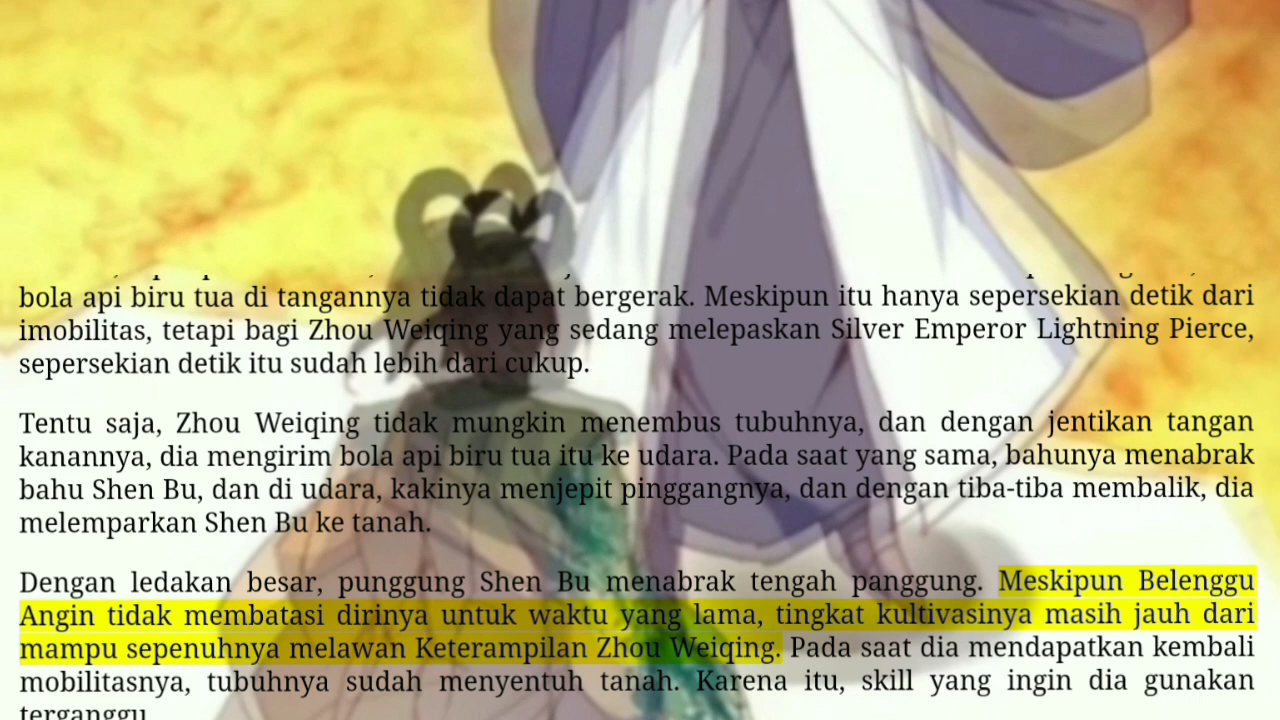 bola api biru tua di tangannya tidak dapat bergerak. Meskipun itu hanya sepersekian detik dari
imobilitas, tetapi bagi Zhou Weiqing yang sedang melepaskan Silver Emperor Lightning Pierce,
sepersekian detik itu sudah lebih dari cukup.
Tentu saja, Zhou Weiqing tidak mungkin menembus tubuhnya, dan dengan jentikan tangan
kanannya, dia mengirim bola api biru tua itu ke udara. Pada saat yang sama, bahunya menabrak
bahu Shen Bu, dan di udara, kakinya menjepit pinggangnya, dan dengan tiba-tiba membalik, dia
melemparkan Shen Bu ke tanah.
Dengan ledakan besar, punggung Shen Bu menabrak tengah panggung. Meskipun Belenggu
Angin tidak membatasi dirinya untuk waktu yang lama, tingkat kultivasinya masih jauh dari
mampu sepenuhnya melawan Keterampilan Zhou Weiqing. Pada saat dia mendapatkan kembali
mobilitasnya, tubuhnya sudah menyentuh tanah. Karena itu, skill yang ingin dia gunakan
terganggu.